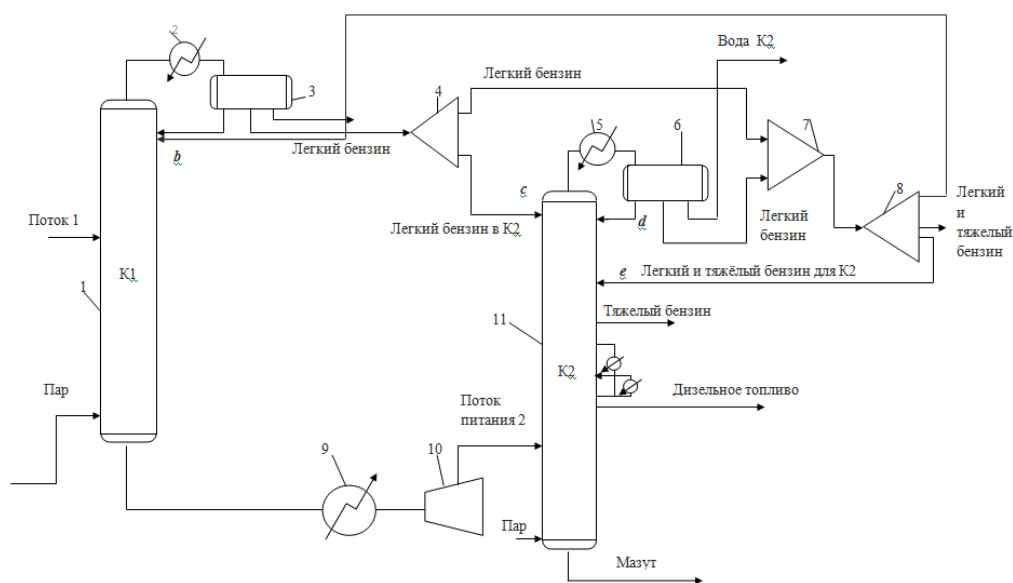 2
3
4
Легкий бензин
Вода К2
5
6
7
8
b
Легкий бензин
c
d
Легкий бензин в К2
Легкий
бензин
Легкий
и
тяжелый
бензин
Поток 1
К1
1
e
Легкий и тяжёлый бензин для К2
Тяжелый бензин
11
К2
Дизельное топливо
Пар
Поток
питания 2
9
10
Пар
Мазут